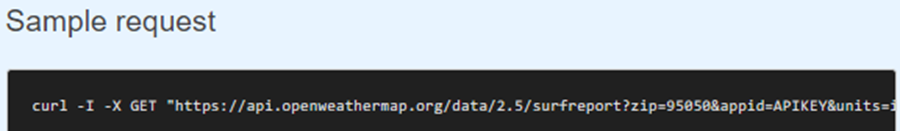 Sample request
curl -I -X GET "https://api.openweathermap.org/data/2.5/surfreport?zip=95050&appid=APIKEY&units=i